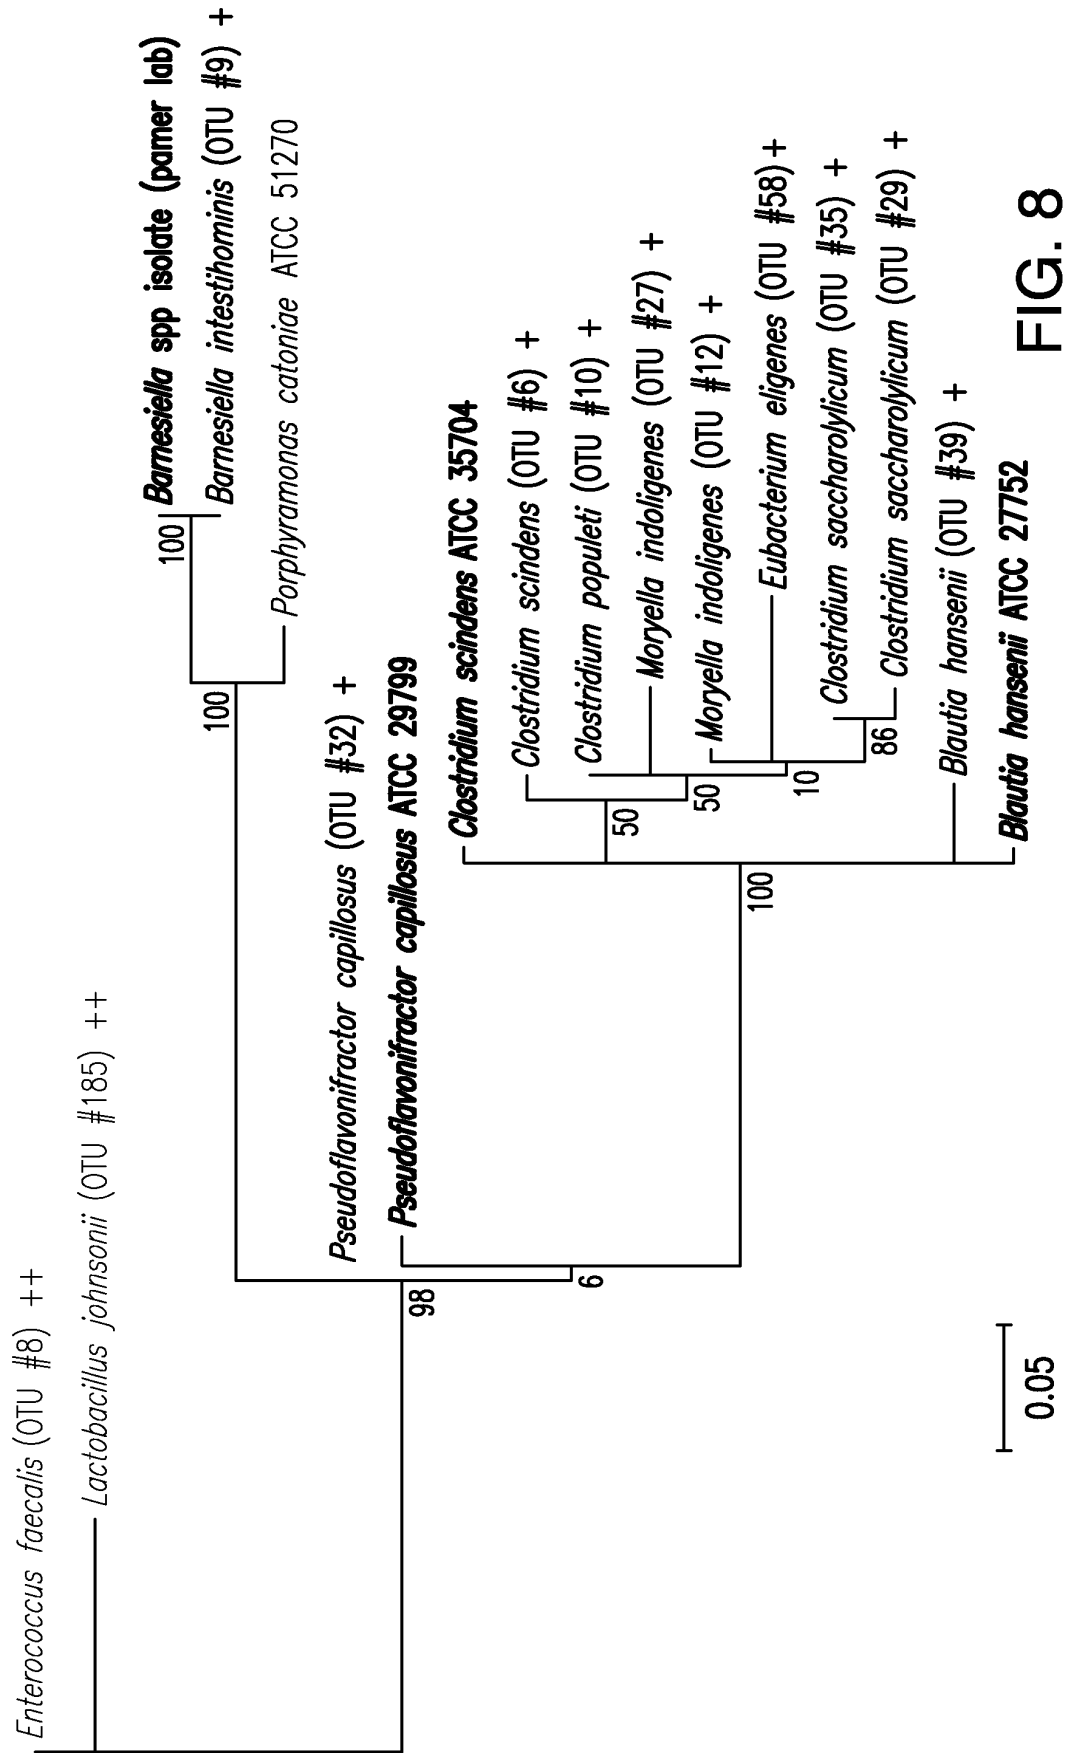 Enterococcus faecalis (OTU #8) ++
Lactobacillus johnsonii (OTU #185) ++
Barnesiella spp isolate (pamer lab)
100
Barnesiella intestihominis (OTU #9) +
100
Porphyramonas catoniae ATCC 51270
Pseudoflavonifractor capillosus (OTU #32) +
Pseudoflavonifractor capillosus ATCC 29799
98
6
Clostridium scindens ATCC 35704
Clostridium scindens (OTU #6) +
50
Clostridium populeti (OTU #10) +
Moryella indoligenes (OTU #27) +
50
Moryella indoligenes (OTU #12) +
100
Eubacterium eligenes (OTU #58)+
10
Clostridium saccharolylicum (OTU #35) +
86
Clostridium saccharolylicum (OTU #29) +
Blautia hansenii (OTU #39) +
Blautia hansenii ATCC 27752
0.05
FIG. 8